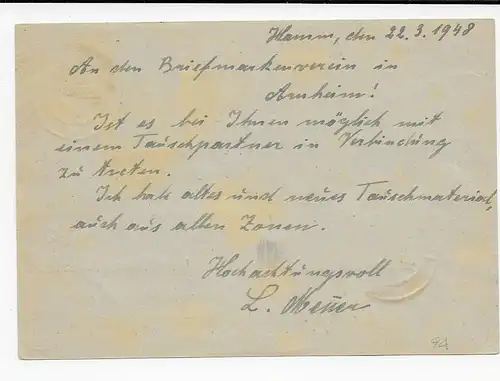 Hamm, den 22.3.1948
An den Briefmarkenverein in
Arnheim!
Ist es bei Ihnen möglich mit
einem Tauschpartner in Verbindung
zu treten.
Ich habe altes und neues Tauschmaterial,
auch aus allen Zonen.
Hochachtungsvoll
L.